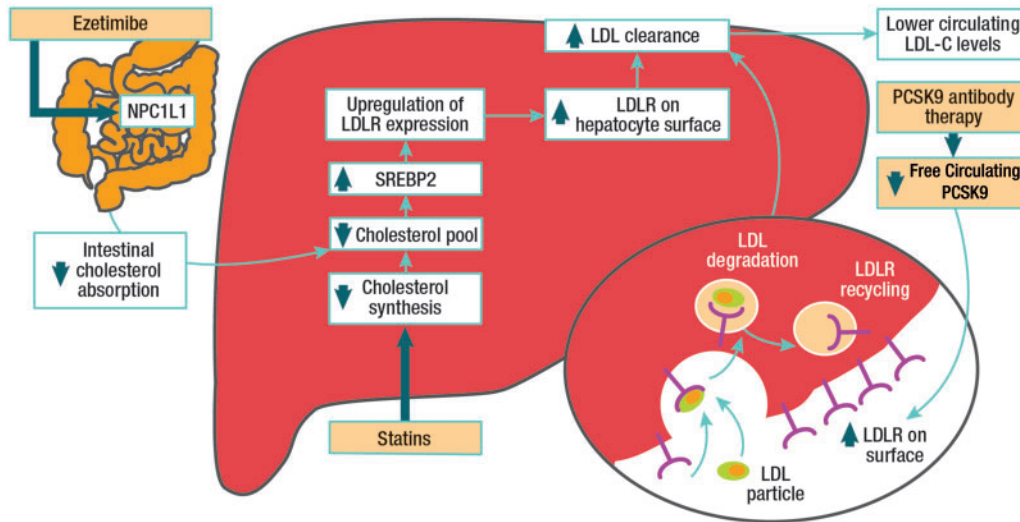 Ezetimibe
NPC1L1
Intestinal
cholesterol
absorption
Upregulation of
LDLR expression
SREBP2
Cholesterol pool
Cholesterol
synthesis
Statins
LDL clearance
LDLR on
hepatocyte surface
Lower circulating
LDL-C levels
PCSK9 antibody
therapy
Free Circulating
PCSK9
LDL
degradation
LDLR
recycling
LDLR on
surface
LDL
particle